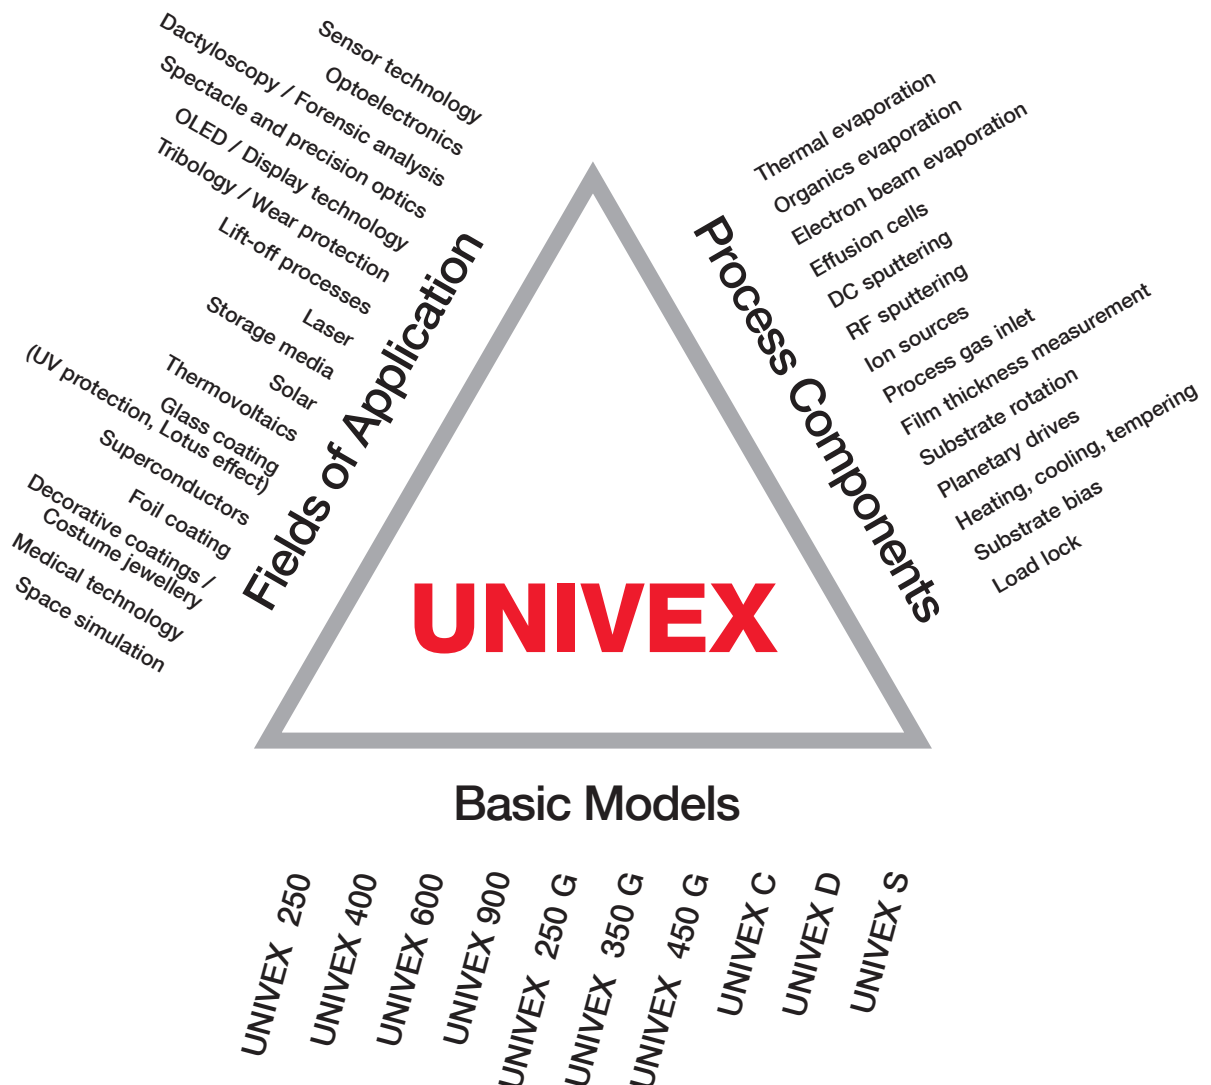 Sensor technology
Optoelectronics
Dactyloscopy / Forensic analysis
Spectacle and precision optics
OLED / Display technology
Tribology / Wear protection
Lift-off processes
Laser
Storage media
Solar
Thermovoltaics
Glass coating
(UV protection, Lotus effect)
Superconductors
Foil coating
Decorative coatings /
Costume jewellery
Medical technology
Space simulation
Fields of Application
Process Components
Thermal evaporation
Organics evaporation
Electron beam evaporation
Effusion cells
DC sputtering
RF sputtering
Ion sources
Process gas inlet
Film thickness measurement
Substrate rotation
Planetary drives
Heating, cooling, tempering
Substrate bias
Load lock
UNIVEX
Basic Models
UNIVEX 250
UNIVEX 400
UNIVEX 600
UNIVEX 900
UNIVEX 250 G
UNIVEX 350 G
UNIVEX 450 G
UNIVEX C
UNIVEX D
UNIVEX S